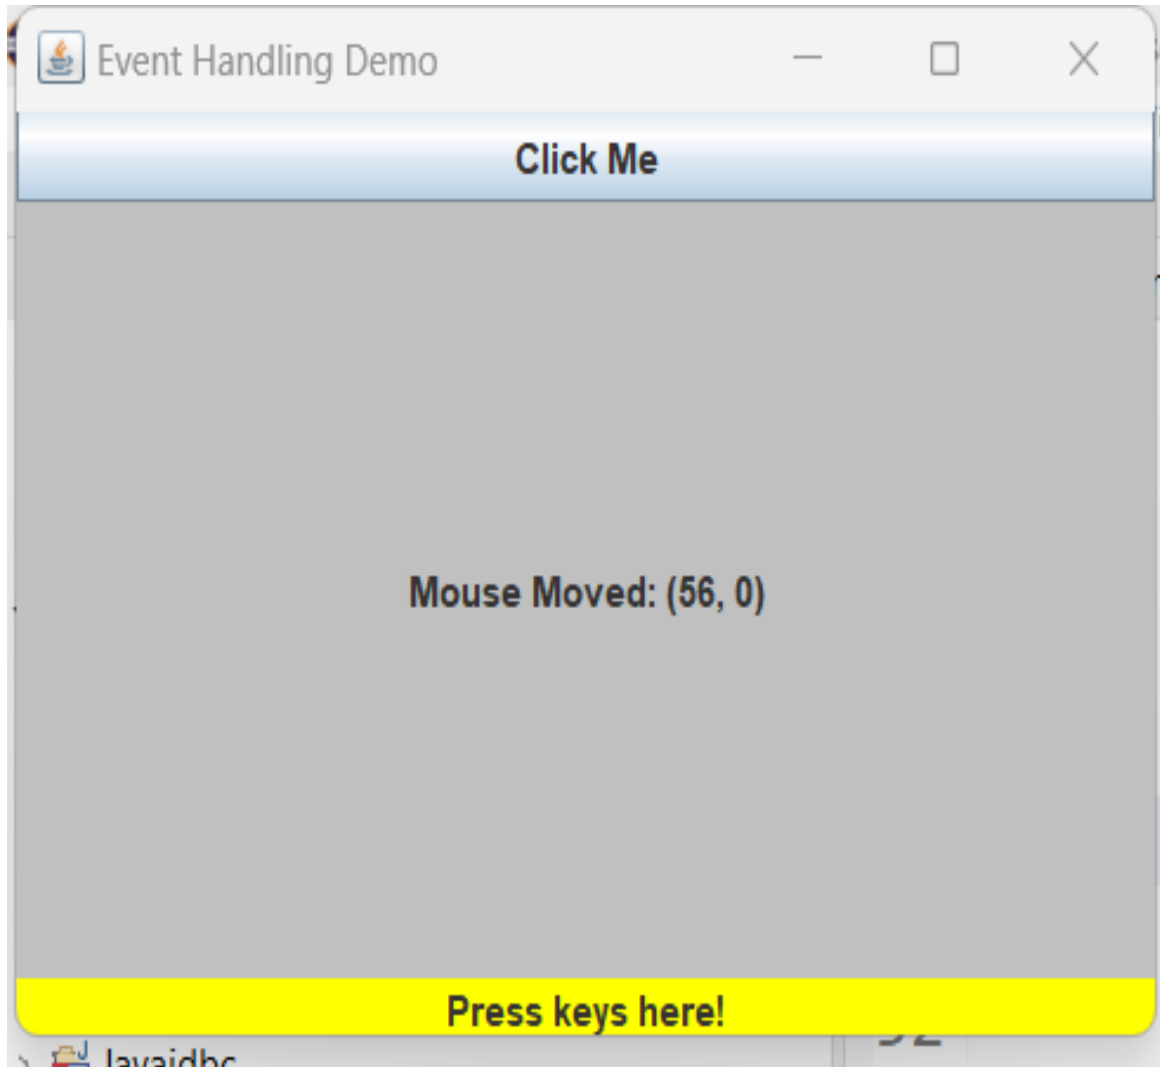 Event Handling Demo
Click Me
Mouse Moved: (56, 0)
Press keys here!